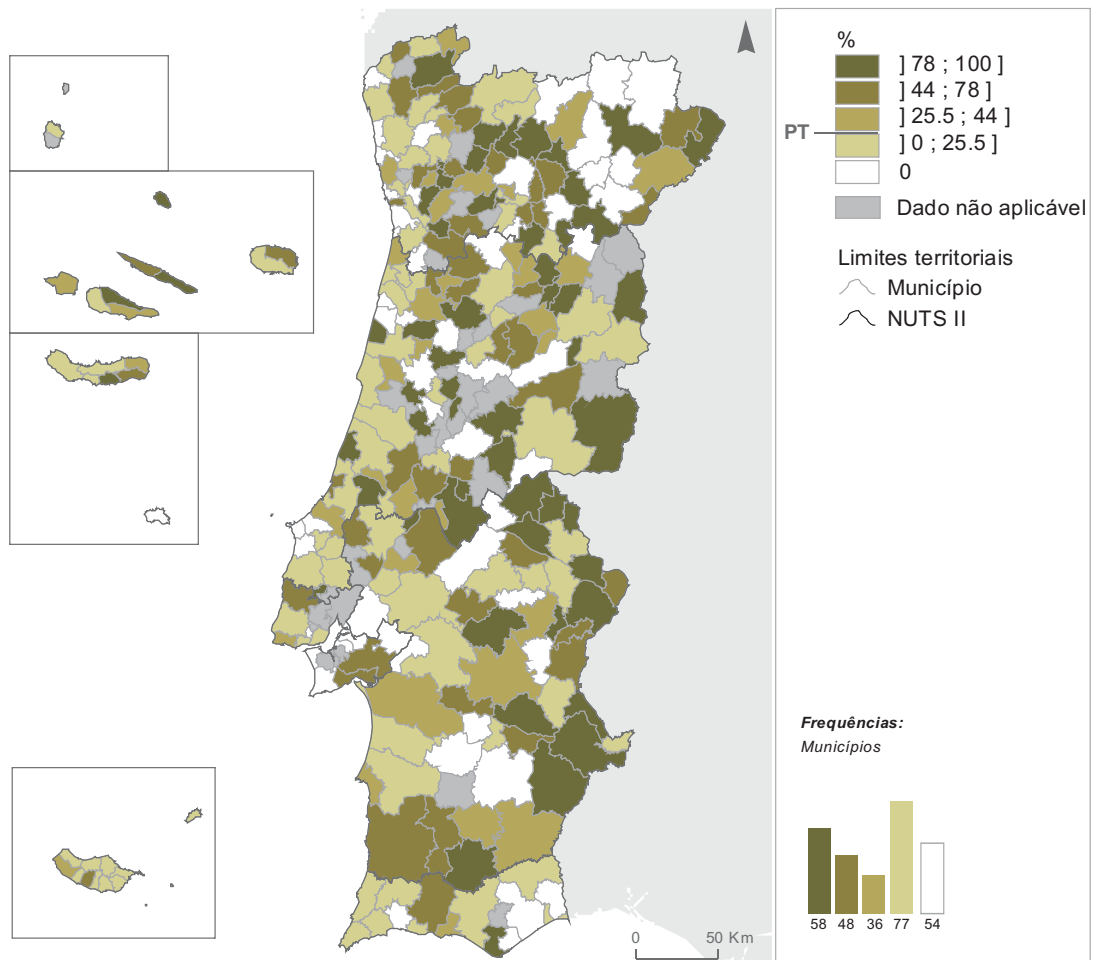 %
] 78 ; 100 ]
] 44 ; 78 ]
] 25.5 ; 44 ]
PT
] 0 ; 25.5 ]
0
Dado não aplicável
Limites territoriais
Município
NUTS II
Frequências:
Municípios
58 48 36 77 54
0 50 Km